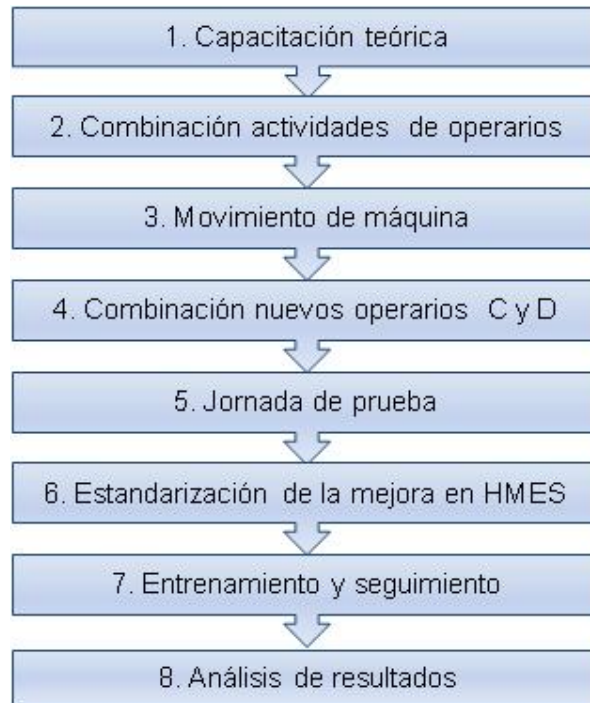 1. Capacitación teórica
2. Combinación actividades de operarios
3. Movimiento de máquina
4. Combinación nuevos operarios C y D
5. Jornada de prueba
6. Estandarización de la mejora en HMES
7. Entrenamiento y seguimiento
8. Análisis de resultados